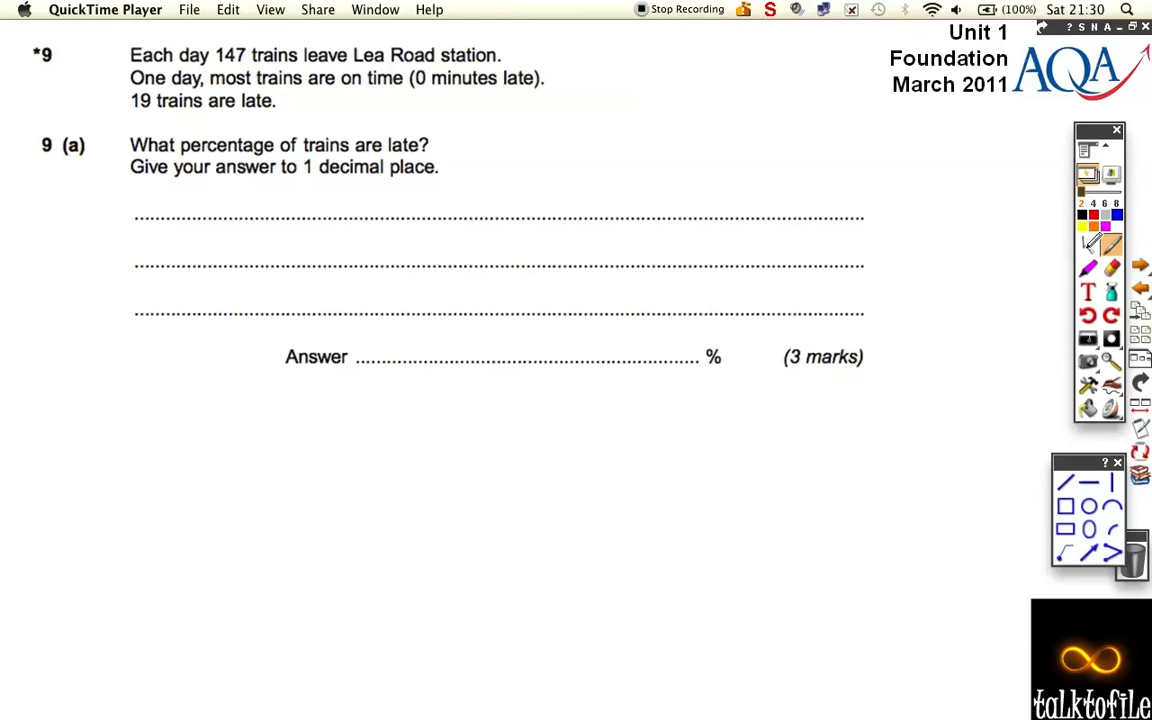 QuickTime Player File Edit View Share Window Help Stop Recording S (100%) Sat 21:30
Unit 1
Foundation
March 2011
AQA
? S N A
*9 Each day 147 trains leave Lea Road station.
One day, most trains are on time (0 minutes late).
19 trains are late.
9 (a) What percentage of trains are late?
Give your answer to 1 decimal place.
Answer ................................................................ % (3 marks)
2 4 6 8
T
?
talktofile